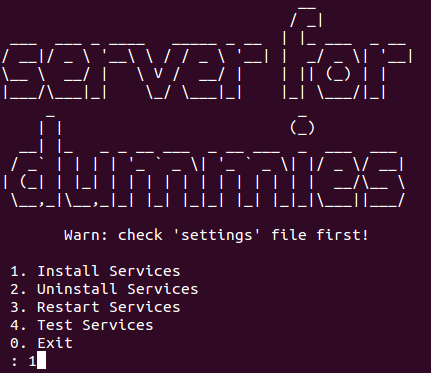 server for
dummies
Warn: check 'settings' file first!
1. Install Services
2. Uninstall Services
3. Restart Services
4. Test Services
0. Exit
: 1